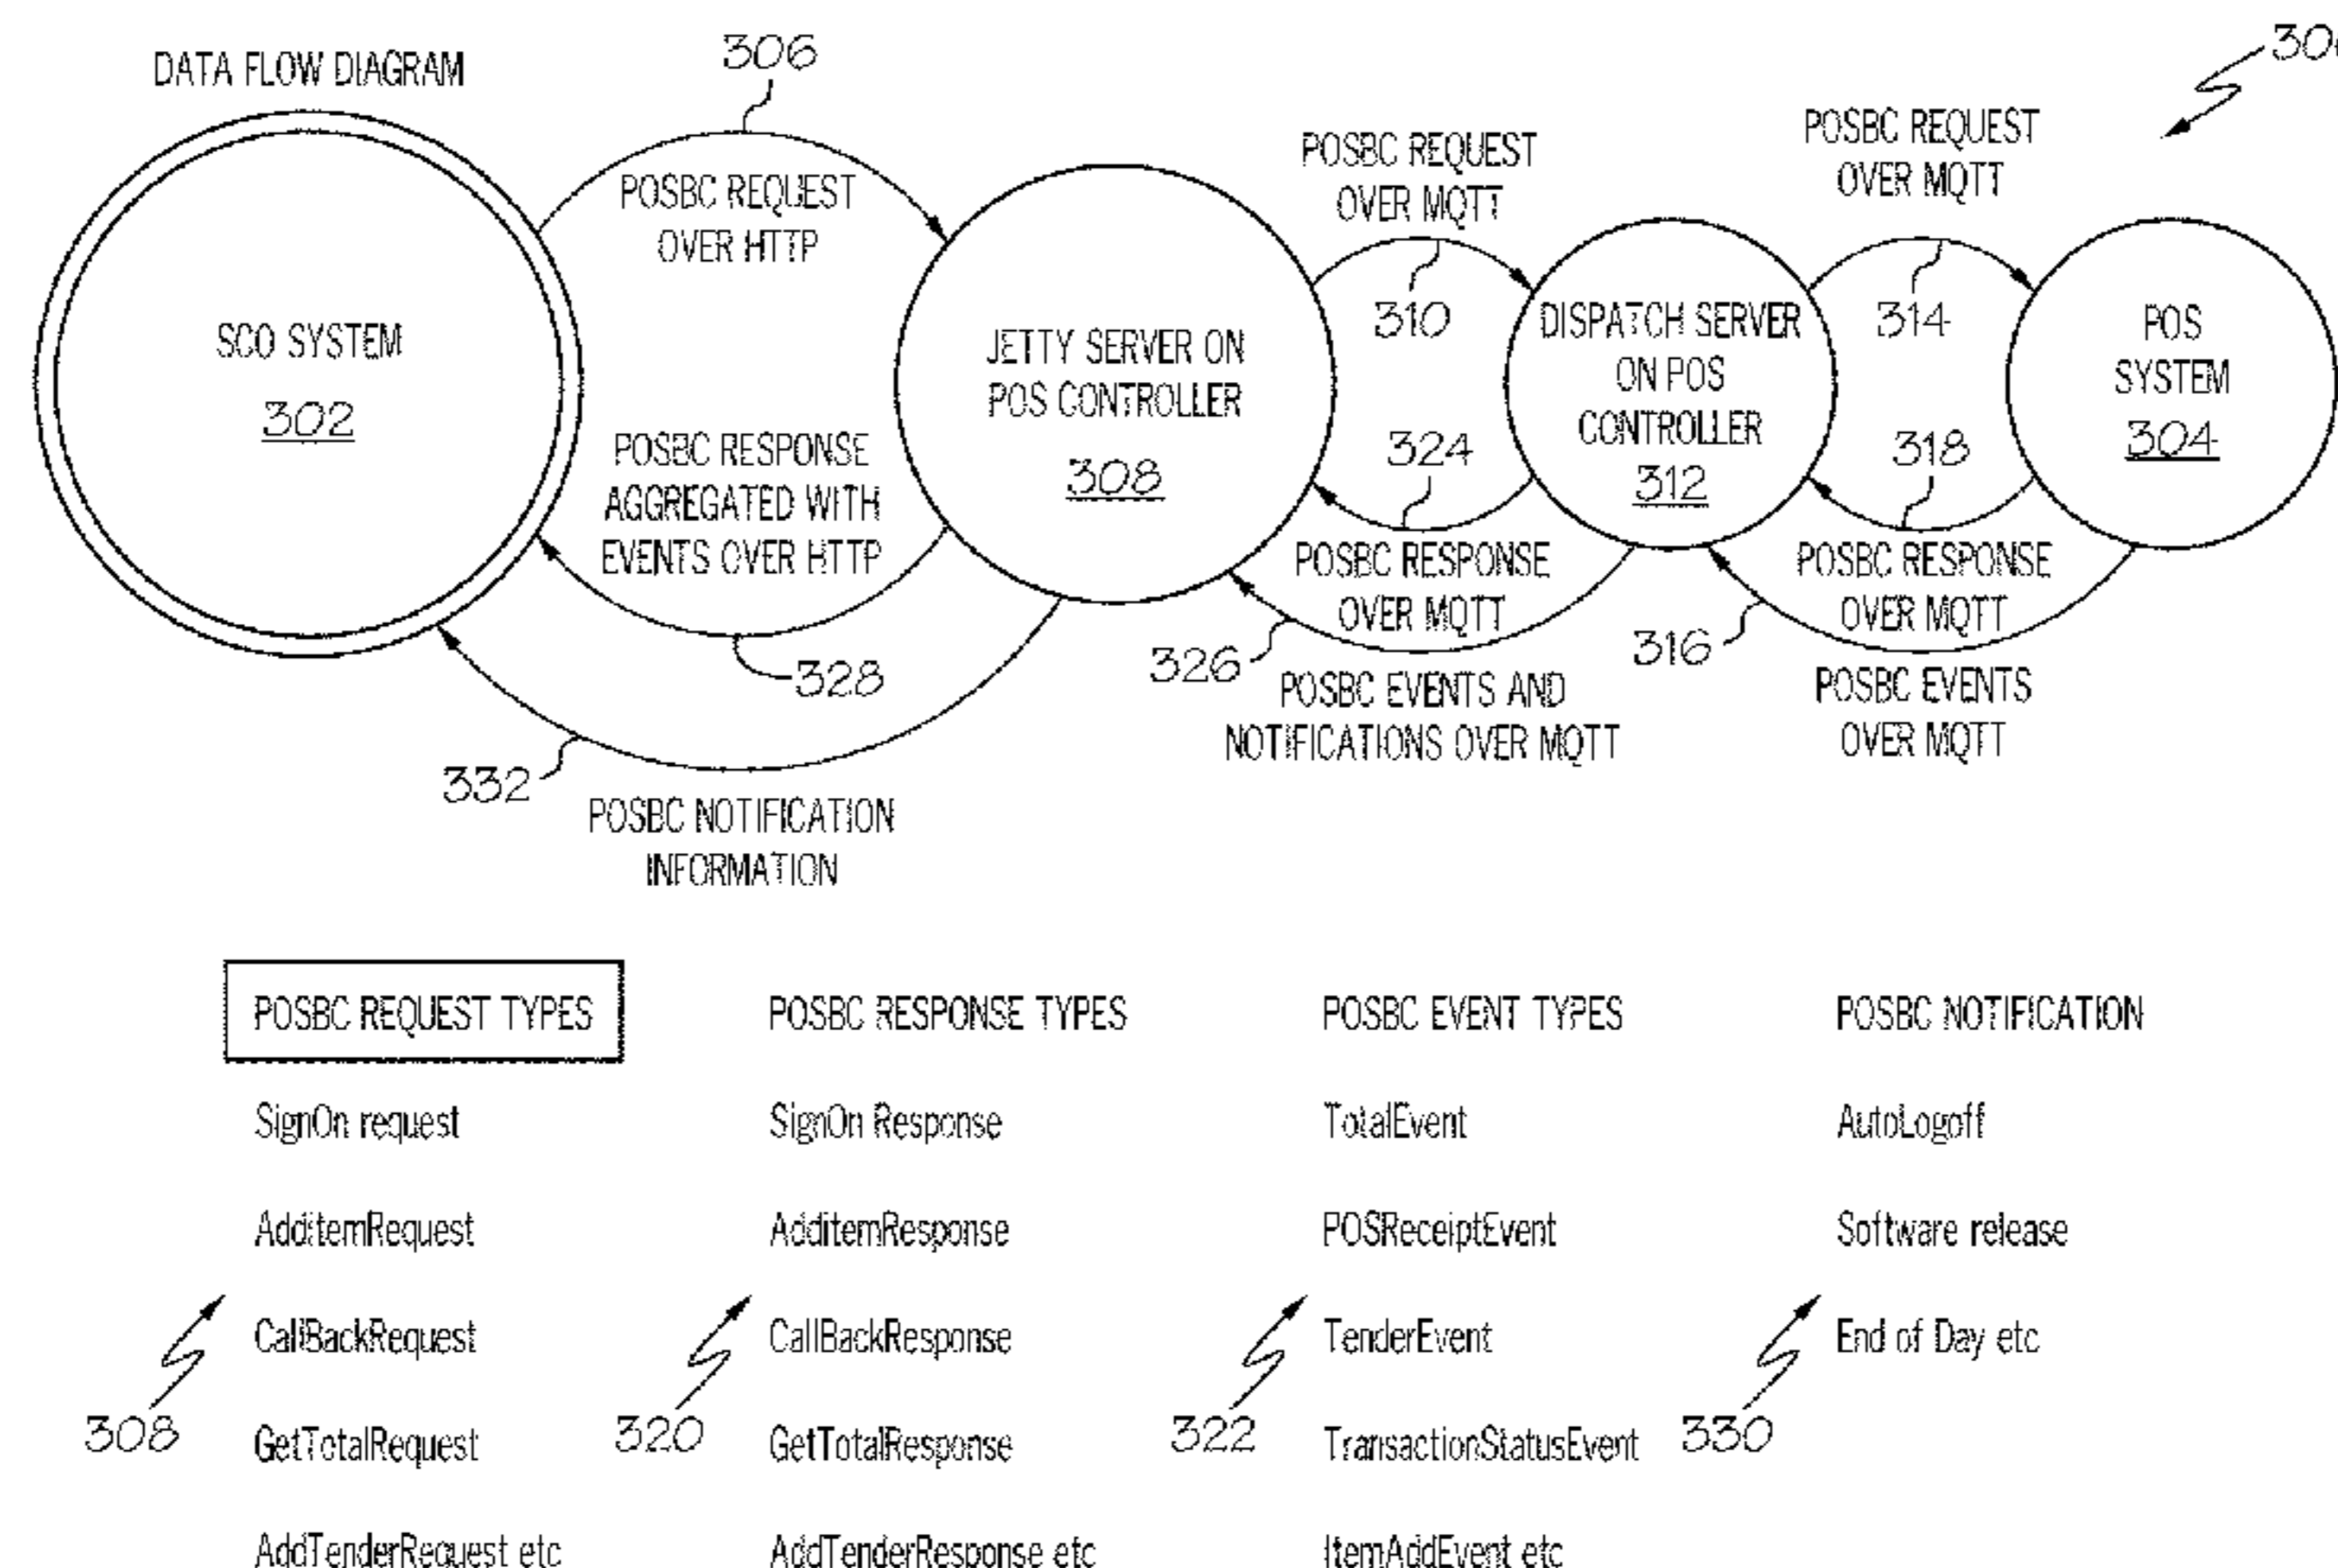 DATA FLOW DIAGRAM
306
POSBC REQUEST
OVER HTTP
POSBC REQUEST
OVER MQTT
POSBC REQUEST
OVER MQTT
SCO SYSTEM
302
JETTY SERVER ON
POS CONTROLLER
308
310
DISPATCH SERVER
ON POS
CONTROLLER
312
314
POS
SYSTEM
304
POSBC RESPONSE
AGGREGATED WITH
EVENTS OVER HTTP
328
324
POSBC RESPONSE
OVER MQTT
318
POSBC RESPONSE
OVER MQTT
326
POSBC EVENTS AND
NOTIFICATIONS OVER MQTT
316
POSBC EVENTS
OVER MQTT
332
POSBC NOTIFICATION
INFORMATION
POSBC REQUEST TYPES
SignOn request
AdditemRequest
CallBackRequest
GetTotalRequest
AddTenderRequest etc
308
POSBC RESPONSE TYPES
SignOn Response
AdditemResponse
CallBackResponse
GetTotalResponse
AddTenderResponse etc
320
POSBC EVENT TYPES
TotalEvent
POSReceiptEvent
TenderEvent
TransactionStatusEvent
ItemAddEvent etc
322
POSBC NOTIFICATION
AutoLogoff
Software release
End of Day etc
330